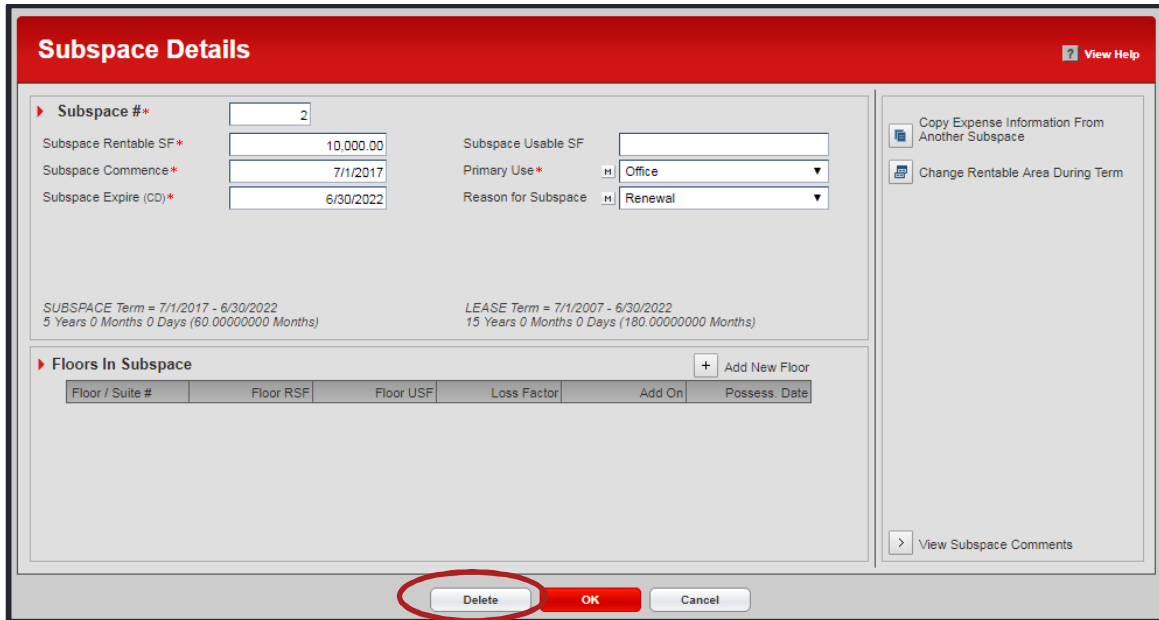 Subspace Details
? View Help
Subspace #*
2
Subspace Rentable SF*
10,000.00
Subspace Usable SF
Subspace Commence*
7/1/2017
Primary Use*
M
Office
Subspace Expire (CD)*
6/30/2022
Reason for Subspace
M
Renewal
SUBSPACE Term = 7/1/2017 - 6/30/2022
5 Years 0 Months 0 Days (60.00000000 Months)
LEASE Term = 7/1/2007 - 6/30/2022
15 Years 0 Months 0 Days (180.00000000 Months)
Floors In Subspace
+ Add New Floor
Floor / Suite # Floor RSF Floor USF Loss Factor Add On Possess. Date
Copy Expense Information From
Another Subspace
Change Rentable Area During Term
> View Subspace Comments
Delete OK Cancel